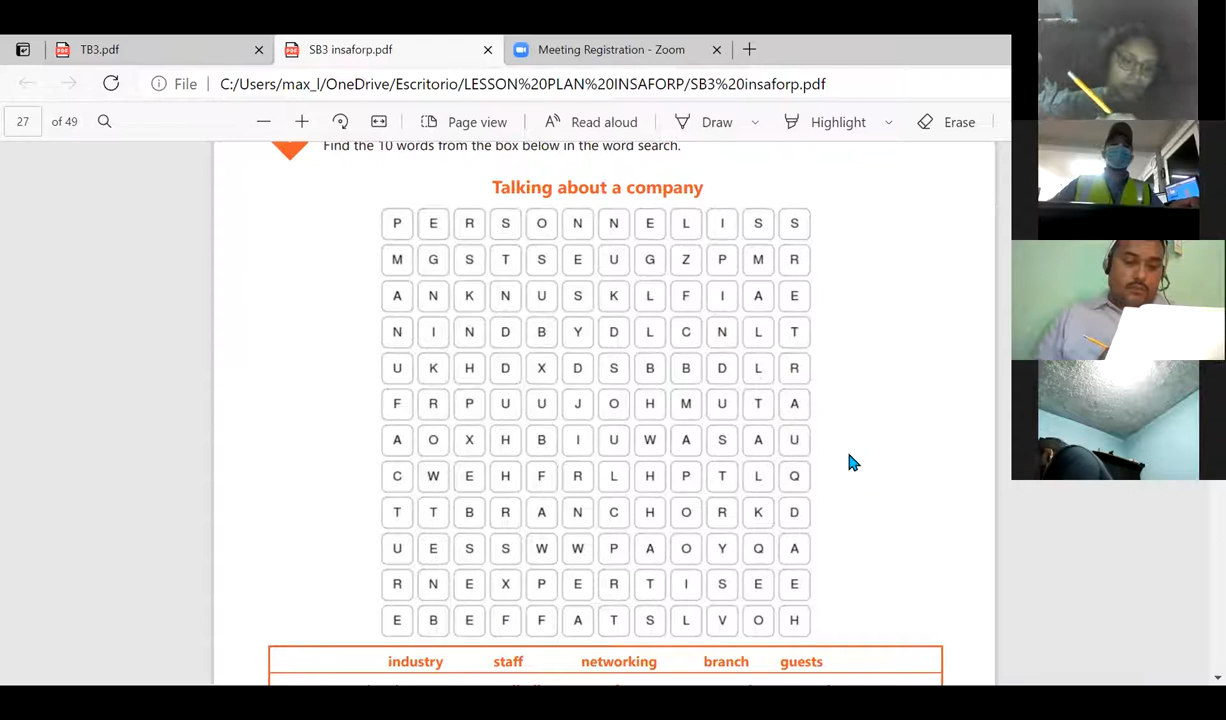 TB3.pdf
SB3 insaforp.pdf
Meeting Registration - Zoom
File
C:/Users/max_l/OneDrive/Escritorio/LESSON%20PLAN%20INSAFORP/SB3%20insaforp.pdf
27 of 49
Page view
Read aloud
Draw
Highlight
Erase
Find the 10 words from the box below in the word search.
Talking about a company
P E R S O N N E L I S S
M G S T S E U G Z P M R
A N K N U S K L F I A E
N I N D B Y D L C N L T
U K H D X D S B B D L R
F R P U U J O H M U T A
A O X H B I U W A S A U
C W E H F R L H P T L Q
T T B R A N C H O R K D
U E S S W W P A O Y Q A
R N E X P E R T I S E E
E B E F F A T S L V O H
industry staff networking branch guests